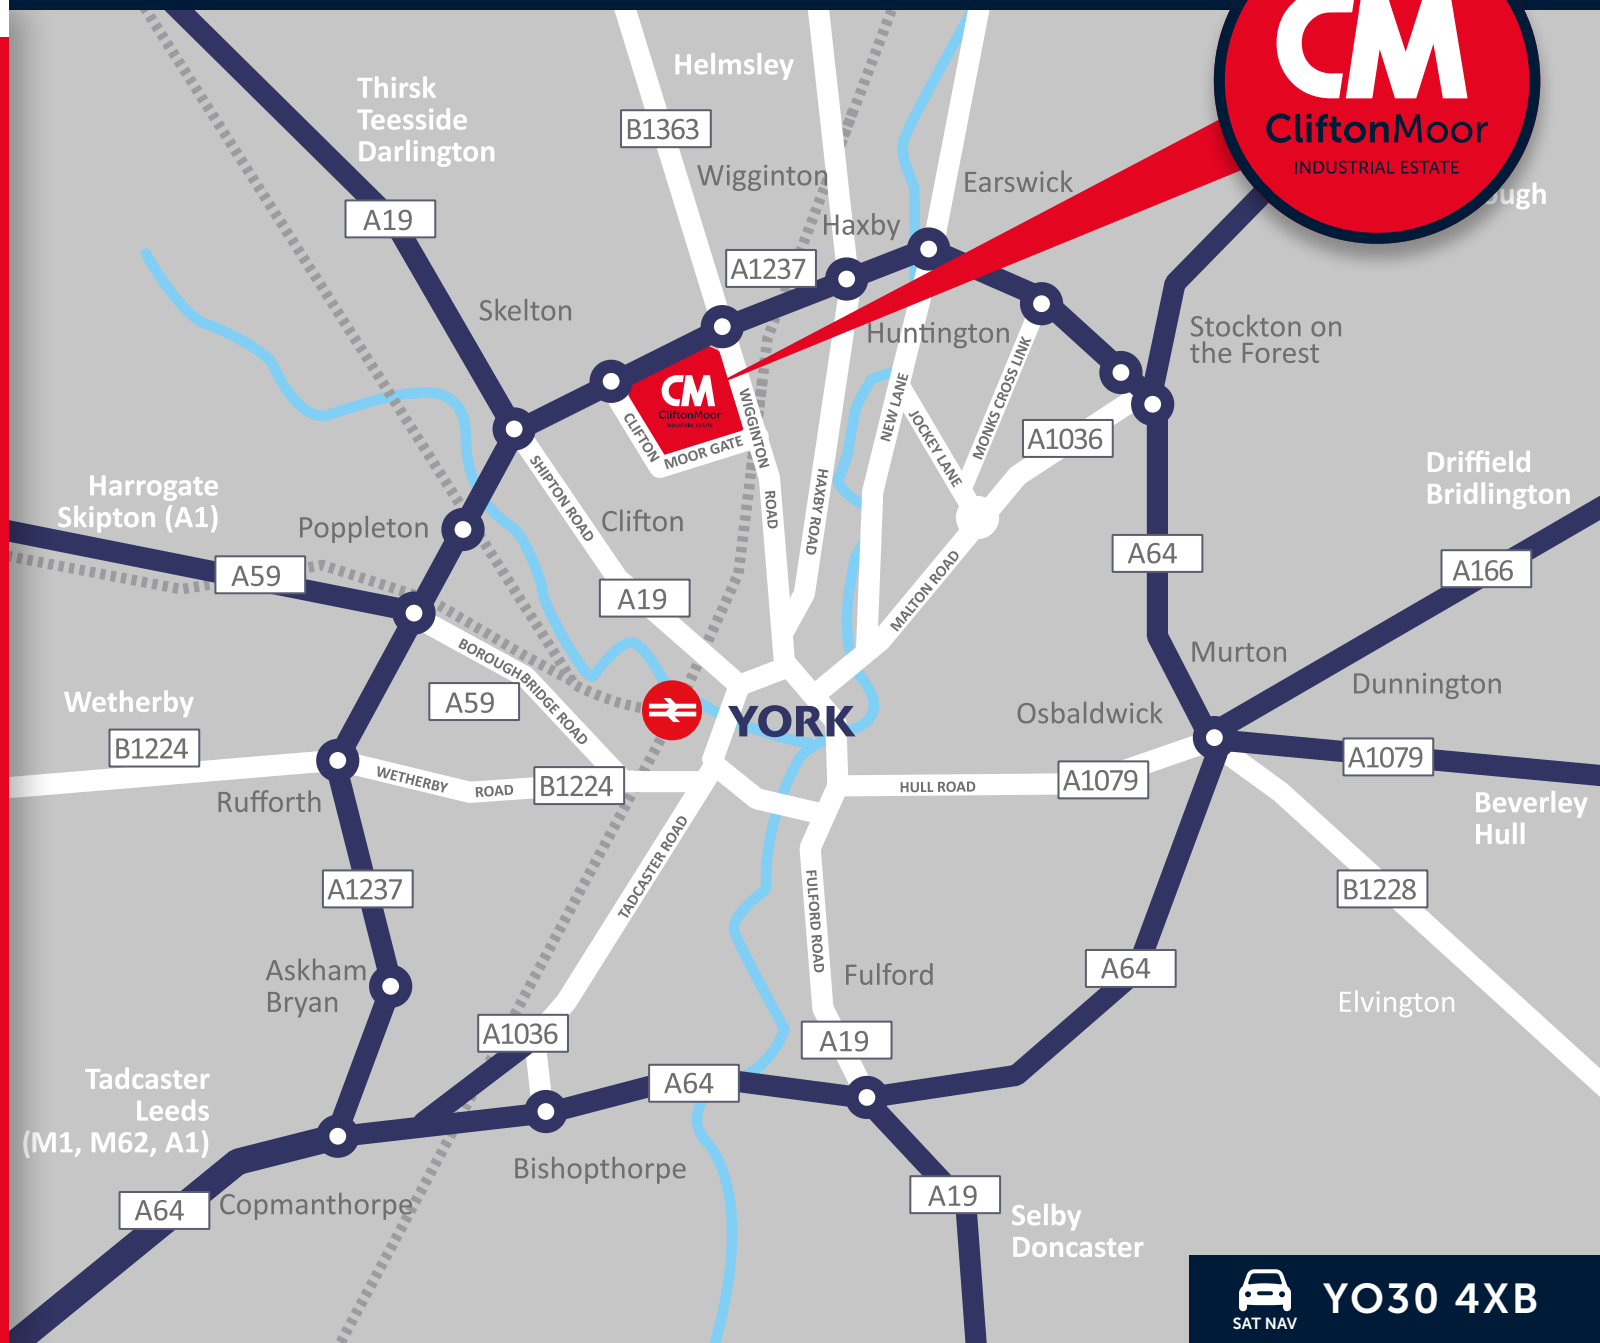 CM
CliftonMoor
INDUSTRIAL ESTATE
Helmsley
Thirsk
Teesside
Darlington
B1363
Wigginton
Earswick
A19
Haxby
A1237
Skelton
Huntington
Stockton on
the Forest
CM
CliftonMoor
INDUSTRIAL ESTATE
CLIFTON
MOOR GATE
WIGGINTON
ROAD
HAXBY ROAD
NEW LANE
JOCKEY LANE
MONKS CROSS LINK
A1036
SHIPTON ROAD
Harrogate
Skipton (A1)
Driffield
Bridlington
Poppleton
Clifton
A59
A64
A166
A19
MALTON ROAD
Murton
Dunnington
BOROUGHBRIDGE ROAD
A59
Wetherby
B1224
YORK
Osbaldwick
A1079
Rufforth
WETHERBY
ROAD
B1224
HULL ROAD
A1079
Beverley
Hull
TADCASTER ROAD
A1237
B1228
FULFORD ROAD
Askham
Bryan
Fulford
A64
Elvington
A1036
A19
Tadcaster
Leeds
(M1, M62, A1)
A64
Bishopthorpe
A64
Copmanthorpe
A19
Selby
Doncaster
SAT NAV
YO30 4XB